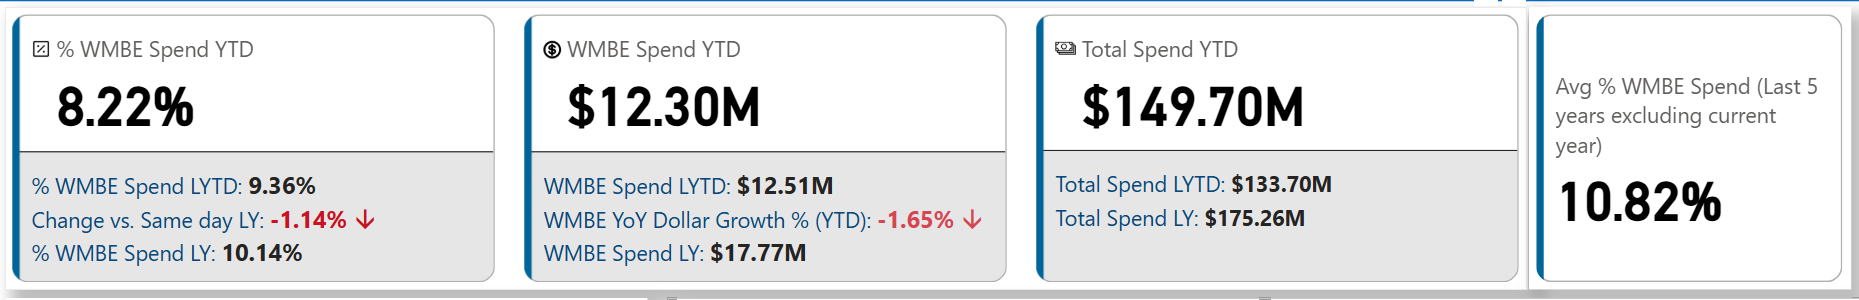 % WMBE Spend YTD
8.22%
% WMBE Spend LYTD: 9.36%
Change vs. Same day LY: -1.14% ↓
% WMBE Spend LY: 10.14%
WMBE Spend YTD
$12.30M
WMBE Spend LYTD: $12.51M
WMBE YoY Dollar Growth % (YTD): -1.65% ↓
WMBE Spend LY: $17.77M
Total Spend YTD
$149.70M
Total Spend LYTD: $133.70M
Total Spend LY: $175.26M
Avg % WMBE Spend (Last 5
years excluding current
year)
10.82%